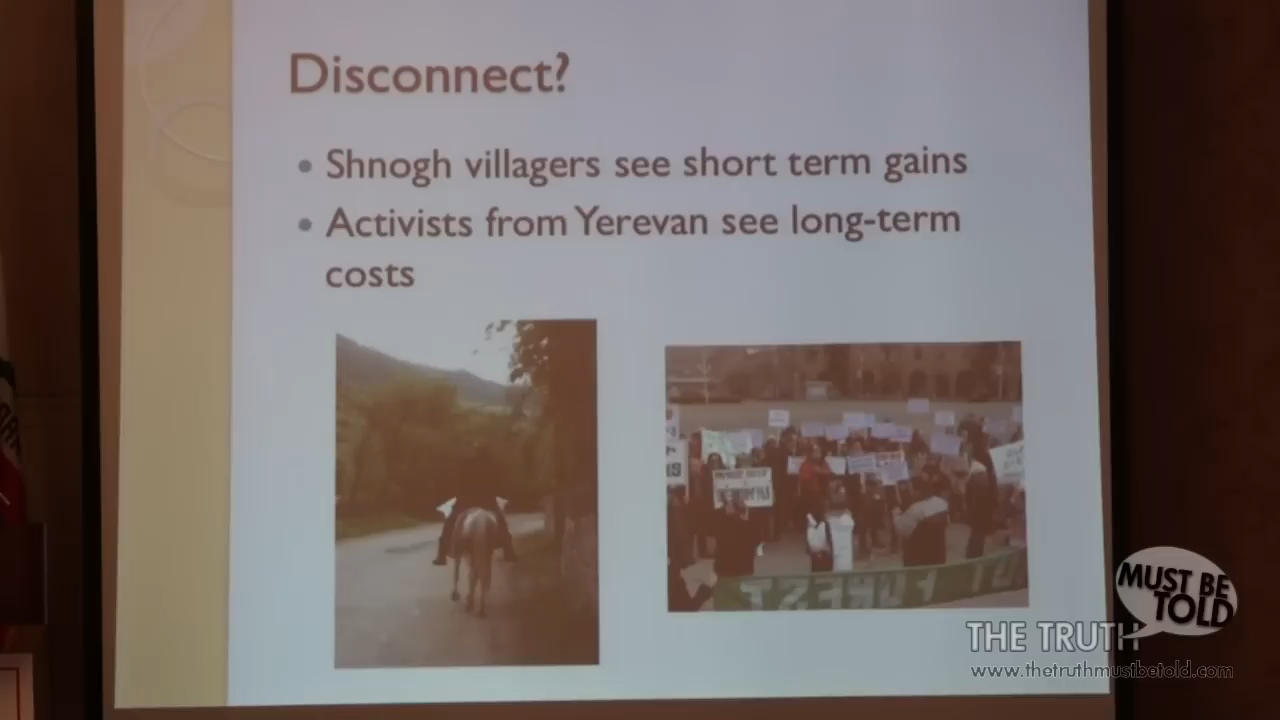 Disconnect?
• Shnogh villagers see short term gains
• Activists from Yerevan see long-term
costs
MUST BE
TOLD
THE TRUTH
www.thetruthmustbetold.com